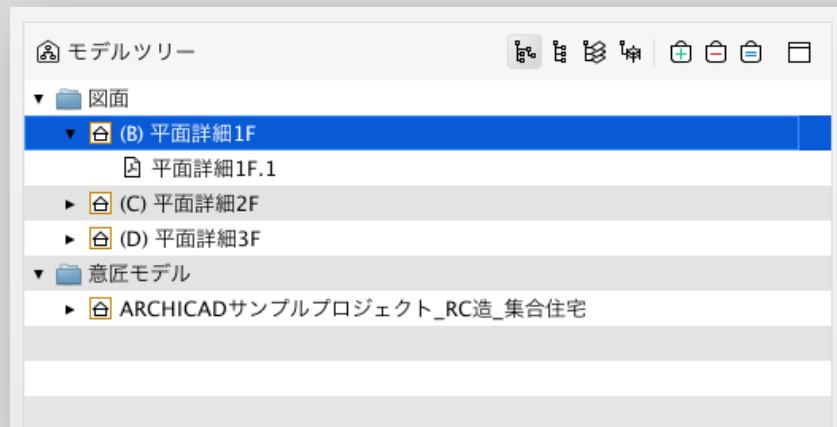 モデルツリー
図面
(B) 平面詳細1F
平面詳細1F.1
(C) 平面詳細2F
(D) 平面詳細3F
意匠モデル
ARCHICADサンプルプロジェクト_RC造_集合住宅